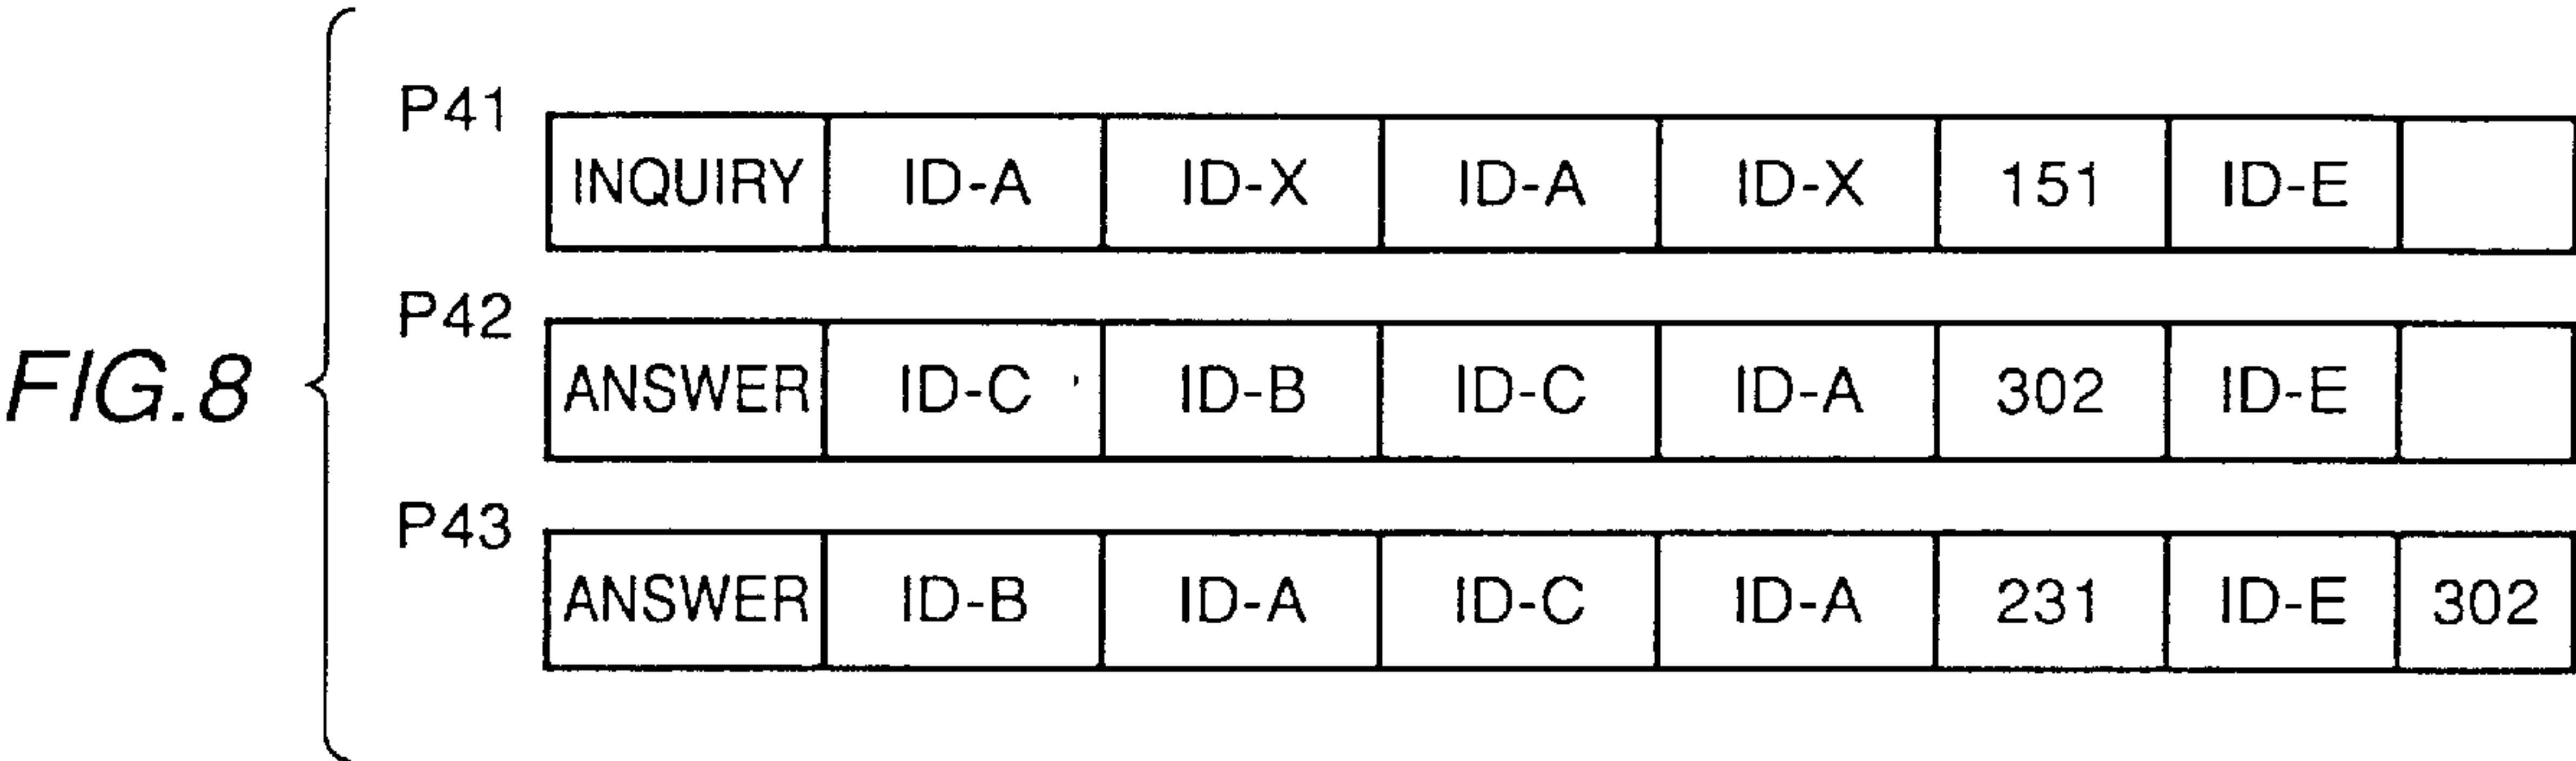 FIG.8
P41
INQUIRY ID-A ID-X ID-A ID-X 151 ID-E
P42
ANSWER ID-C ID-B ID-C ID-A 302 ID-E
P43
ANSWER ID-B ID-A ID-C ID-A 231 ID-E 302